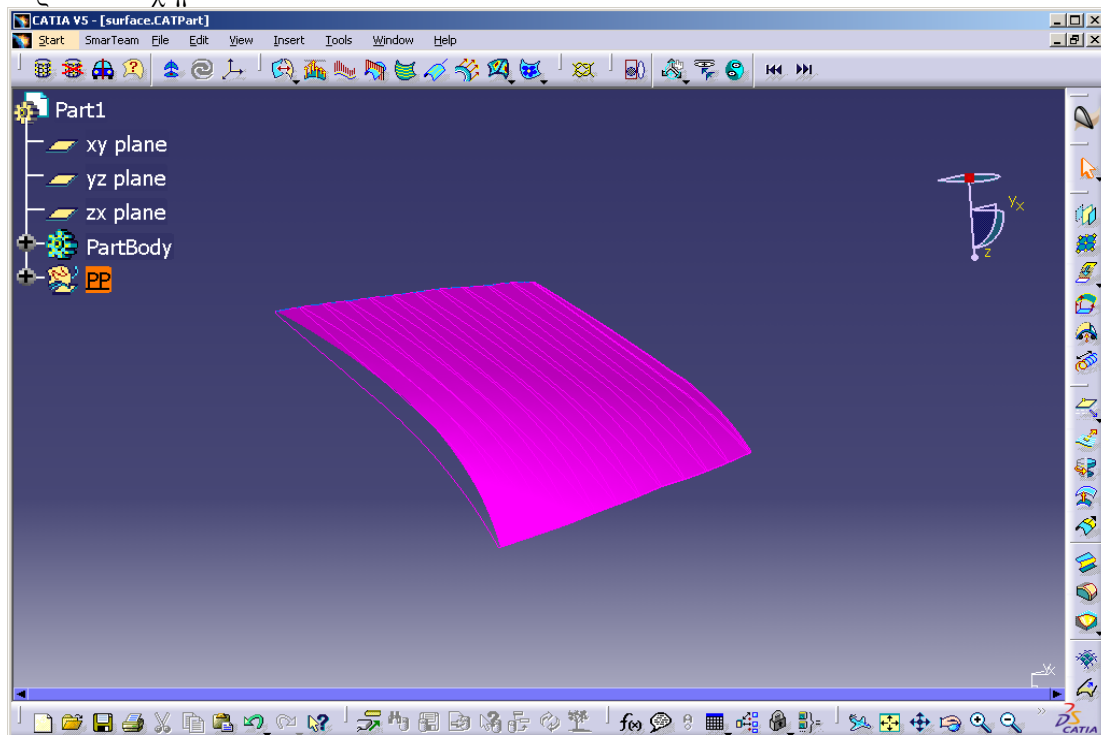 CATIA V5 - [surface.CATPart]
Start SmarTeam File Edit View Insert Tools Window Help
Part1
xy plane
yz plane
zx plane
PartBody
PP
y x
z
f(x)
CATIA